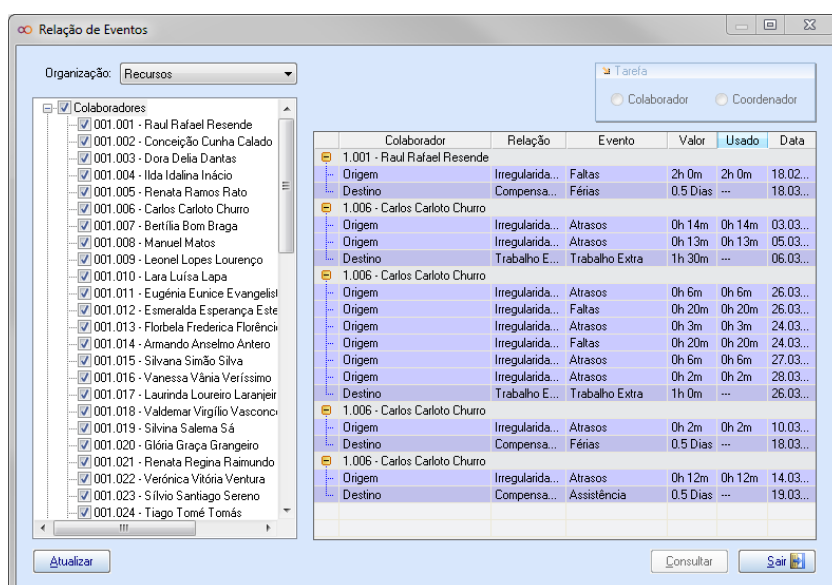 Relação de Eventos
Organização: Recursos
Tarefa
Colaborador Coordenador
Colaboradores
001.001 - Raul Rafael Resende
001.002 - Conceição Cunha Calado
001.003 - Dora Delia Dantas
001.004 - Ilda Idalina Inácio
001.005 - Renata Ramos Rato
001.006 - Carlos Carloto Churro
001.007 - Bertília Bom Braga
001.008 - Manuel Matos
001.009 - Leonel Lopes Lourenço
001.010 - Lara Luísa Lapa
001.011 - Eugénia Eunice Evangelist
001.012 - Esmeralda Esperança Este
001.013 - Florbela Frederica Florênci
001.014 - Armando Anselmo Antero
001.015 - Silvana Simão Silva
001.016 - Vanessa Vânia Veríssimo
001.017 - Laurinda Loureiro Laranjeir
001.018 - Valdemar Virgílio Vasconc
001.019 - Silvina Salema Sá
001.020 - Glória Graça Grangeiro
001.021 - Renata Regina Raimundo
001.022 - Verónica Vitória Ventura
001.023 - Sílvio Santiago Sereno
001.024 - Tiago Tomé Tomás
Colaborador Relação Evento Valor Usado Data
1.001 - Raul Rafael Resende
Origem Irregularida... Faltas 2h 0m 2h 0m 18.02...
Destino Compensa... Férias 0.5 Dias --- 18.03...
1.006 - Carlos Carloto Churro
Origem Irregularida... Atrasos 0h 14m 0h 14m 03.03...
Origem Irregularida... Atrasos 0h 13m 0h 13m 05.03...
Destino Trabalho E... Trabalho Extra 1h 30m --- 06.03...
1.006 - Carlos Carloto Churro
Origem Irregularida... Atrasos 0h 6m 0h 6m 26.03...
Origem Irregularida... Faltas 0h 20m 0h 20m 26.03...
Origem Irregularida... Atrasos 0h 3m 0h 3m 24.03...
Origem Irregularida... Faltas 0h 20m 0h 20m 24.03...
Origem Irregularida... Atrasos 0h 6m 0h 6m 27.03...
Origem Irregularida... Atrasos 0h 2m 0h 2m 28.03...
Destino Trabalho E... Trabalho Extra 1h 0m --- 26.03...
1.006 - Carlos Carloto Churro
Origem Irregularida... Atrasos 0h 2m 0h 2m 10.03...
Destino Compensa... Férias 0.5 Dias --- 18.03...
1.006 - Carlos Carloto Churro
Origem Irregularida... Atrasos 0h 12m 0h 12m 14.03...
Destino Compensa... Assistência 0.5 Dias --- 19.03...
Atualizar Consultar Sair